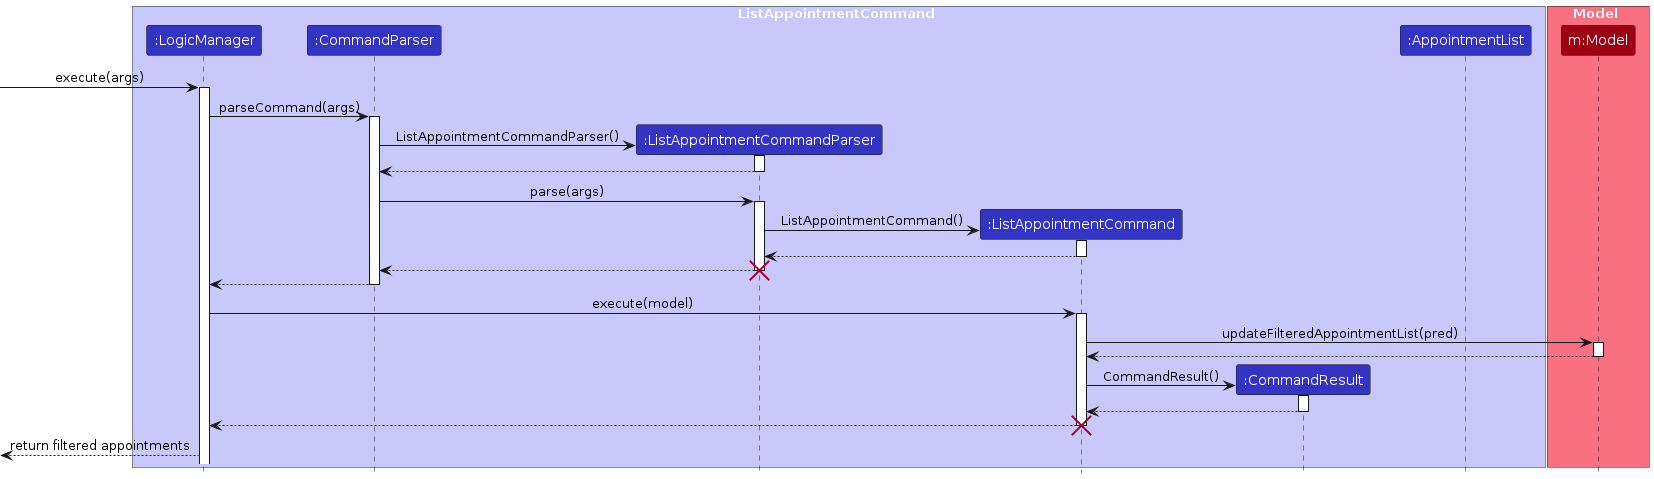 ListAppointmentCommand
Model
:LogicManager
:CommandParser
:AppointmentList
m:Model
execute(args)
parseCommand(args)
ListAppointmentCommandParser()
:ListAppointmentCommandParser
parse(args)
ListAppointmentCommand()
:ListAppointmentCommand
execute(model)
updateFilteredAppointmentList(pred)
CommandResult()
:CommandResult
return filtered appointments